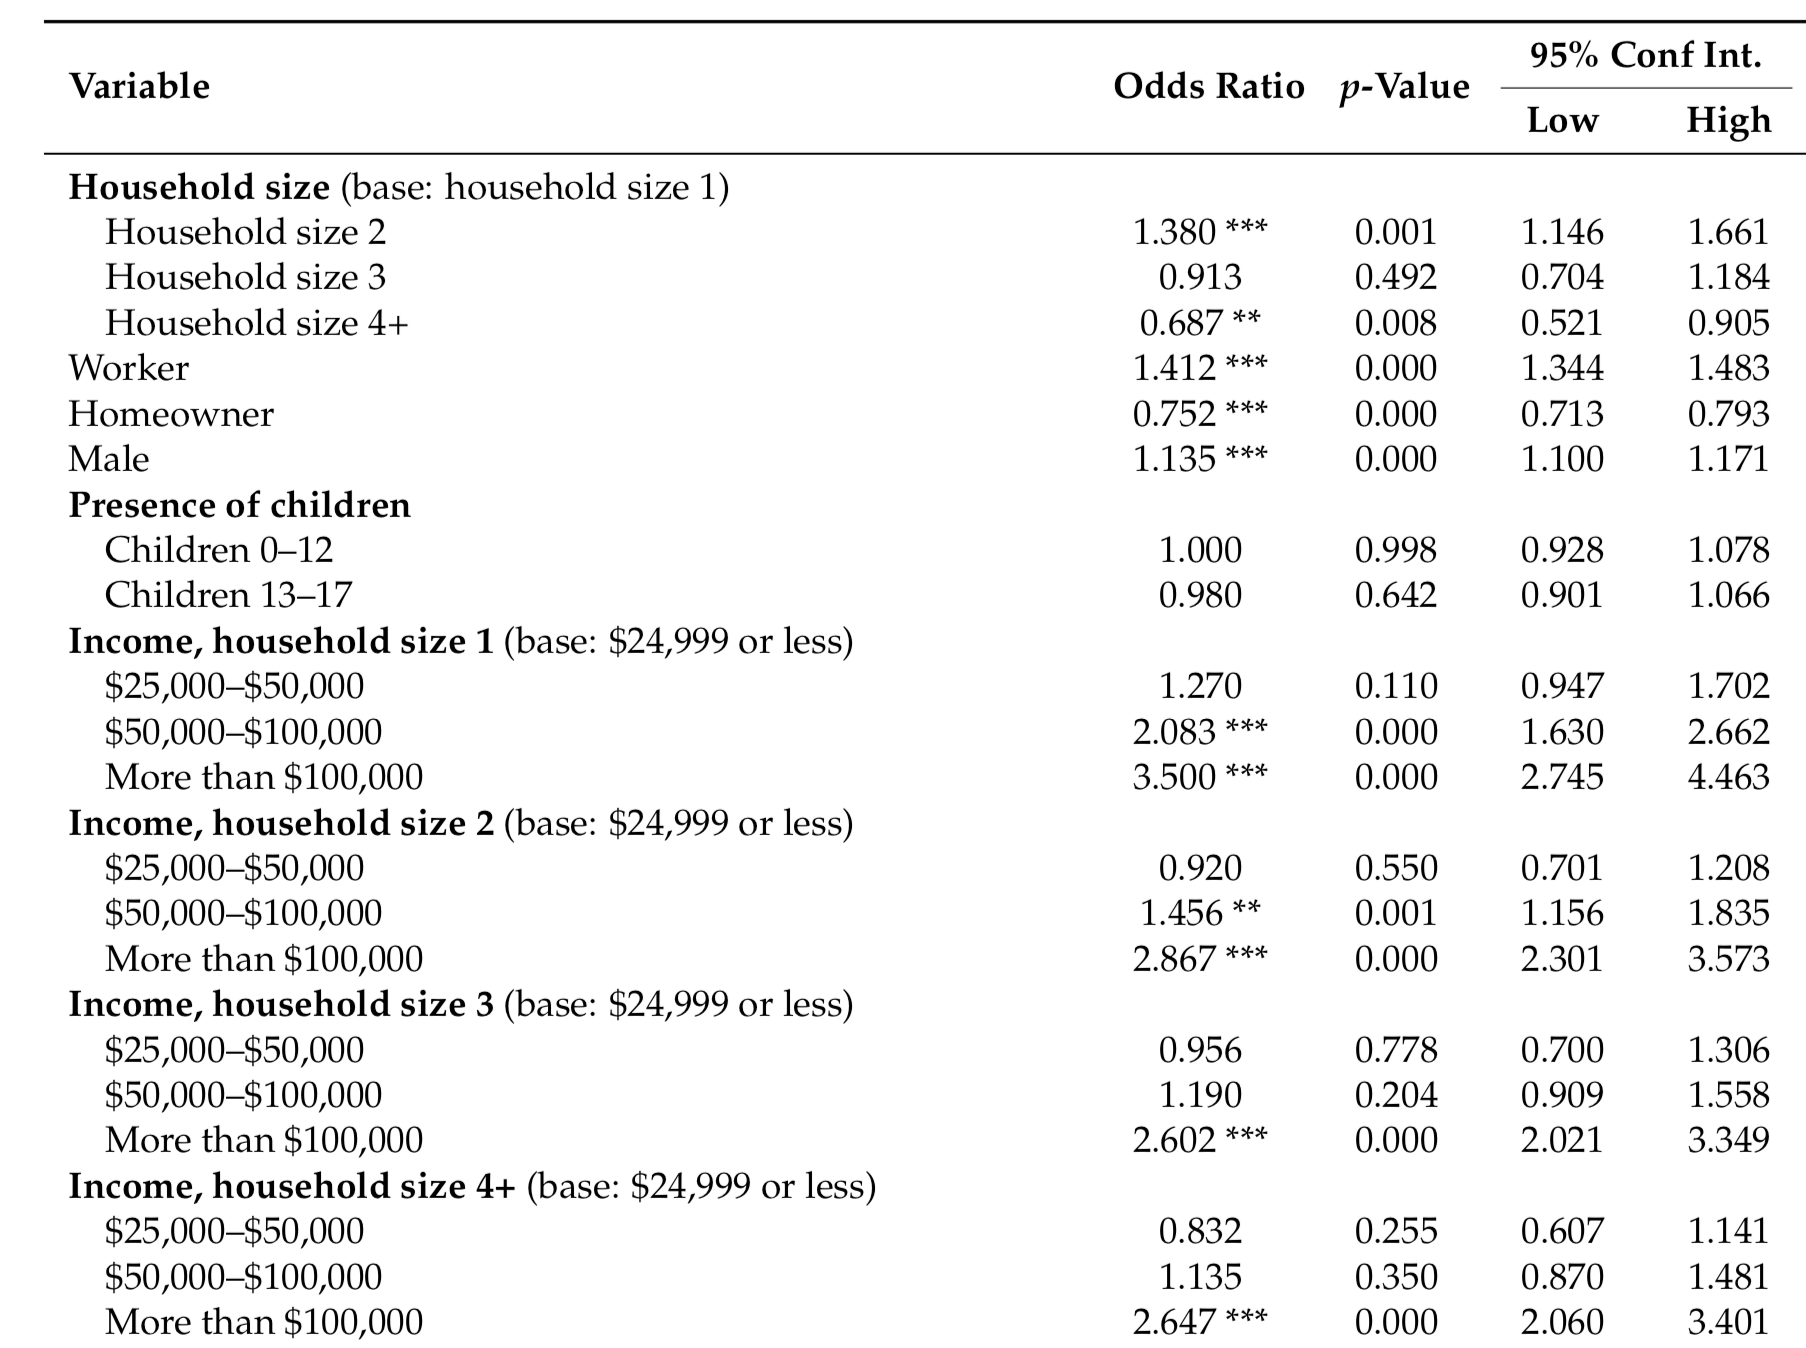 Variable Odds Ratio p-Value 95% Conf Int.
Low High
Household size (base: household size 1)
Household size 2 1.380 *** 0.001 1.146 1.661
Household size 3 0.913 0.492 0.704 1.184
Household size 4+ 0.687 ** 0.008 0.521 0.905
Worker 1.412 *** 0.000 1.344 1.483
Homeowner 0.752 *** 0.000 0.713 0.793
Male 1.135 *** 0.000 1.100 1.171
Presence of children
Children 0–12 1.000 0.998 0.928 1.078
Children 13–17 0.980 0.642 0.901 1.066
Income, household size 1 (base: $24,999 or less)
$25,000–$50,000 1.270 0.110 0.947 1.702
$50,000–$100,000 2.083 *** 0.000 1.630 2.662
More than $100,000 3.500 *** 0.000 2.745 4.463
Income, household size 2 (base: $24,999 or less)
$25,000–$50,000 0.920 0.550 0.701 1.208
$50,000–$100,000 1.456 ** 0.001 1.156 1.835
More than $100,000 2.867 *** 0.000 2.301 3.573
Income, household size 3 (base: $24,999 or less)
$25,000–$50,000 0.956 0.778 0.700 1.306
$50,000–$100,000 1.190 0.204 0.909 1.558
More than $100,000 2.602 *** 0.000 2.021 3.349
Income, household size 4+ (base: $24,999 or less)
$25,000–$50,000 0.832 0.255 0.607 1.141
$50,000–$100,000 1.135 0.350 0.870 1.481
More than $100,000 2.647 *** 0.000 2.060 3.401